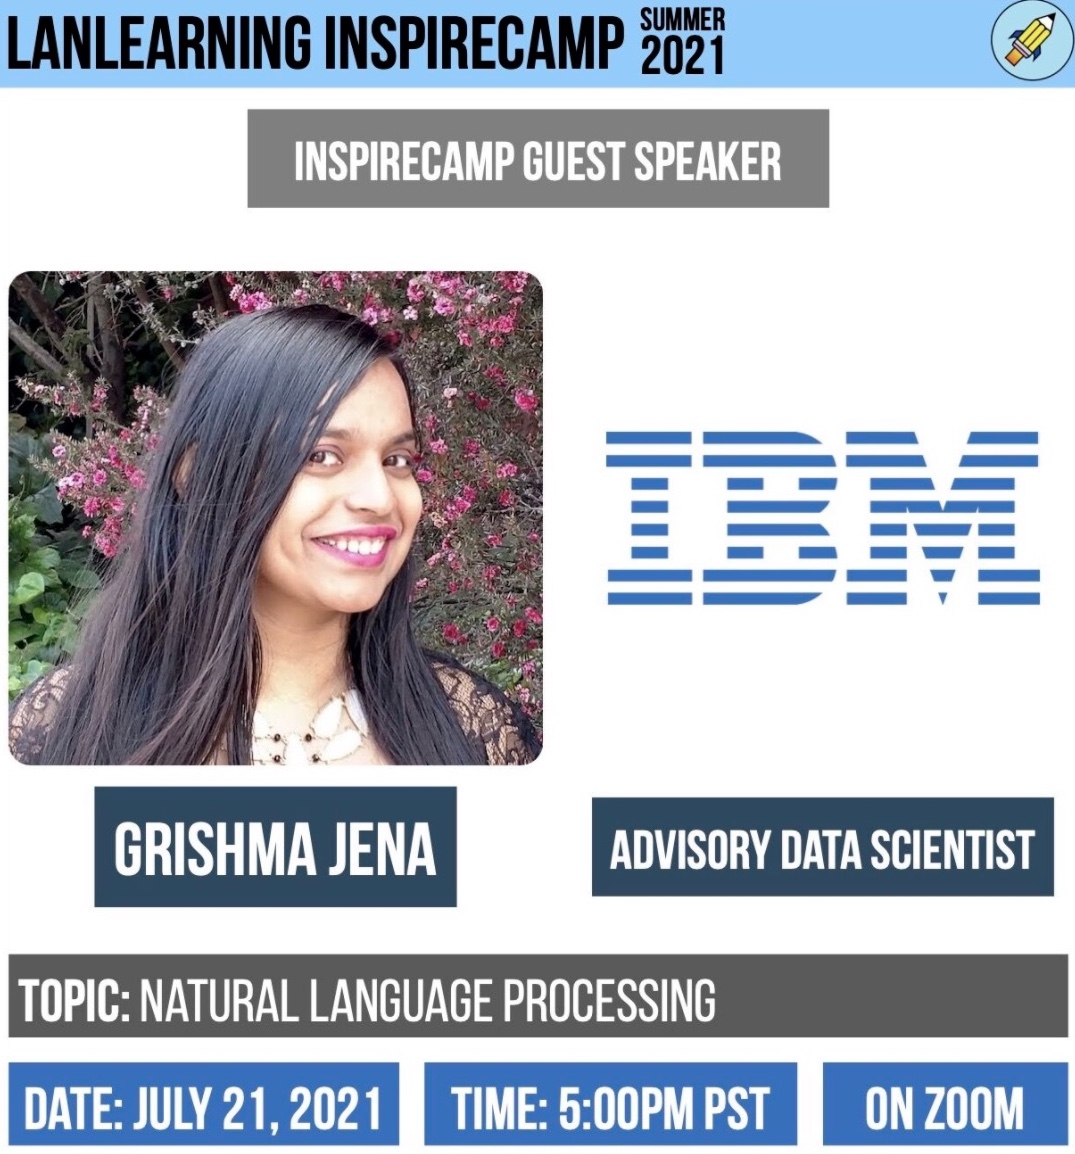 LANLEARNING INSPIRECAMP SUMMER 2021
INSPIRECAMP GUEST SPEAKER
IBM
GRISHMA JENA
ADVISORY DATA SCIENTIST
TOPIC: NATURAL LANGUAGE PROCESSING
DATE: JULY 21, 2021
TIME: 5:00PM PST
ON ZOOM